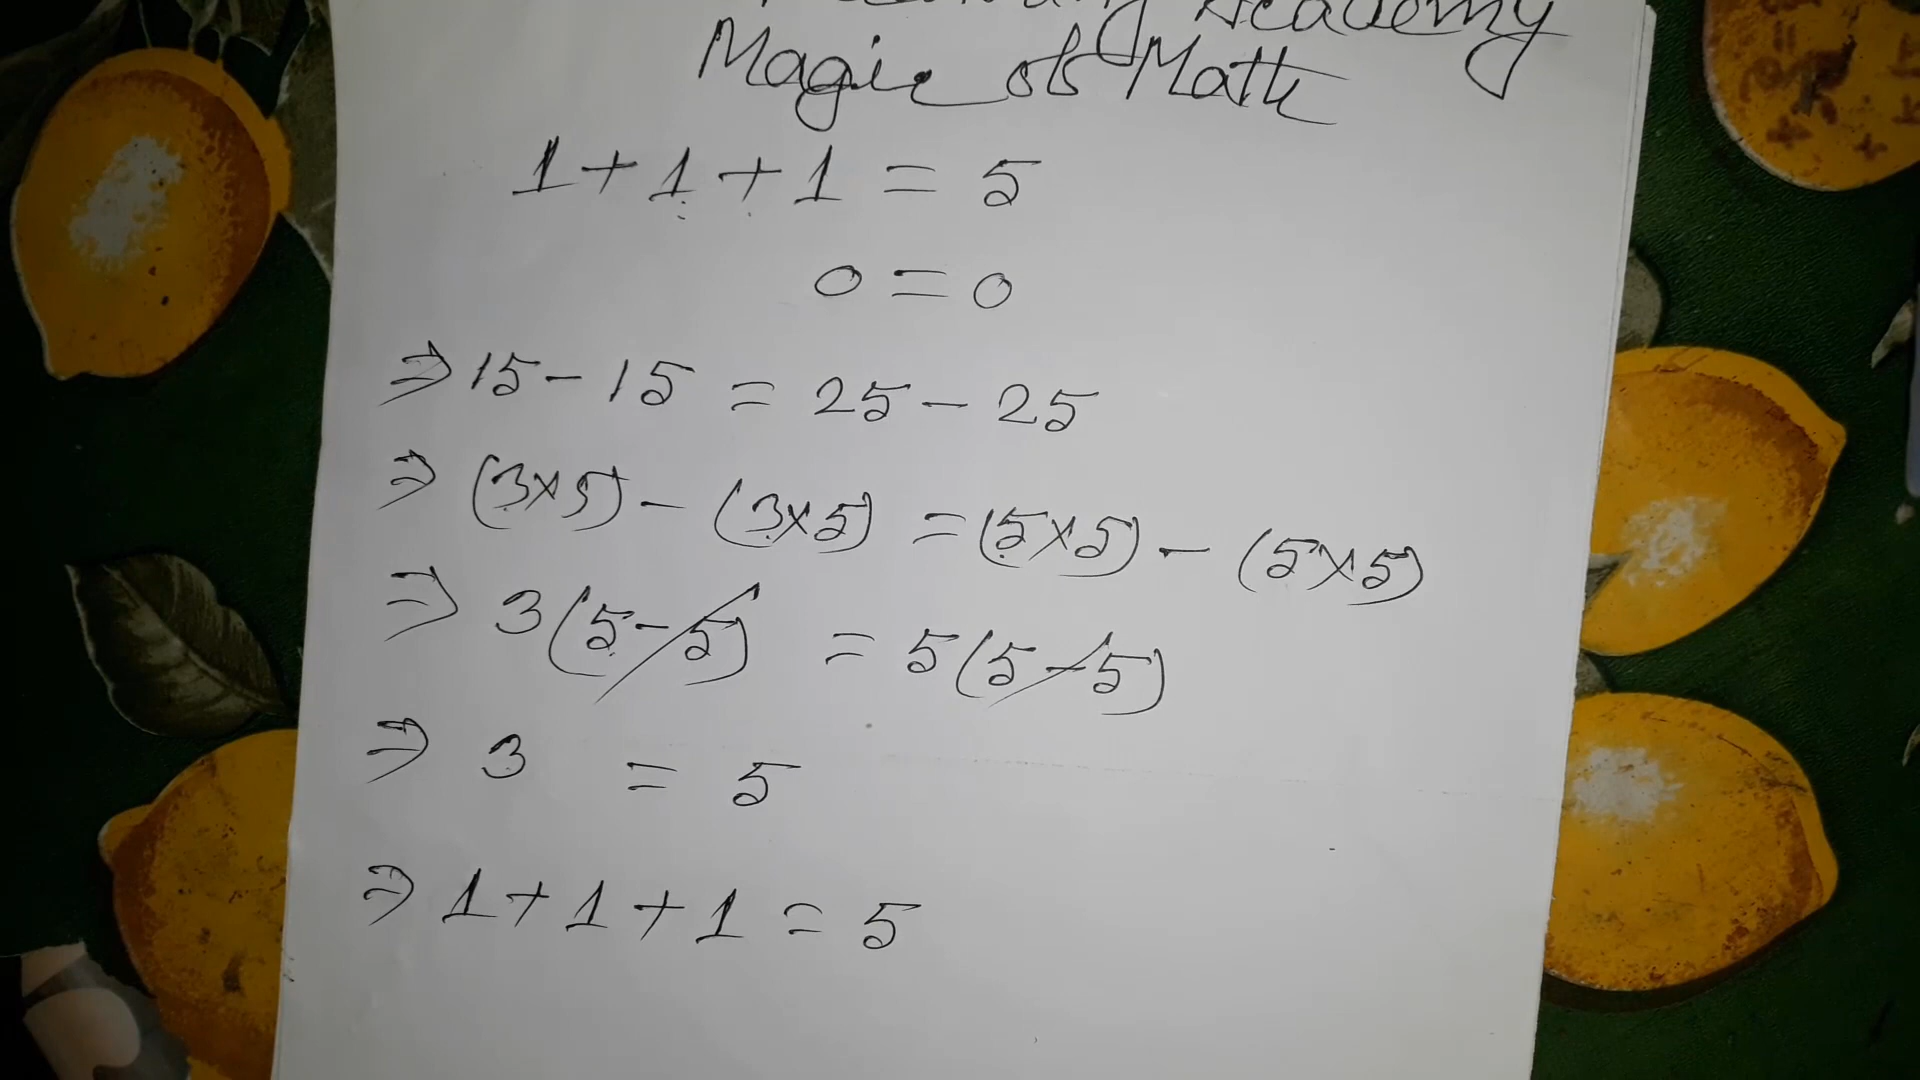 Academy
Magic of Math
1 + 1 + 1 = 5
0 = 0
⇒ 15 - 15 = 25 - 25
⇒ (3×5) - (3×5) = (5×5) - (5×5)
⇒ 3(5-5) = 5(5-5)
⇒ 3 = 5
⇒ 1 + 1 + 1 = 5